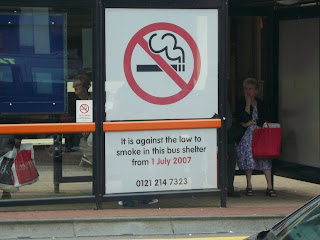 It is against the law to
smoke in this bus shelter
from 1 July 2007
0121 214 7323